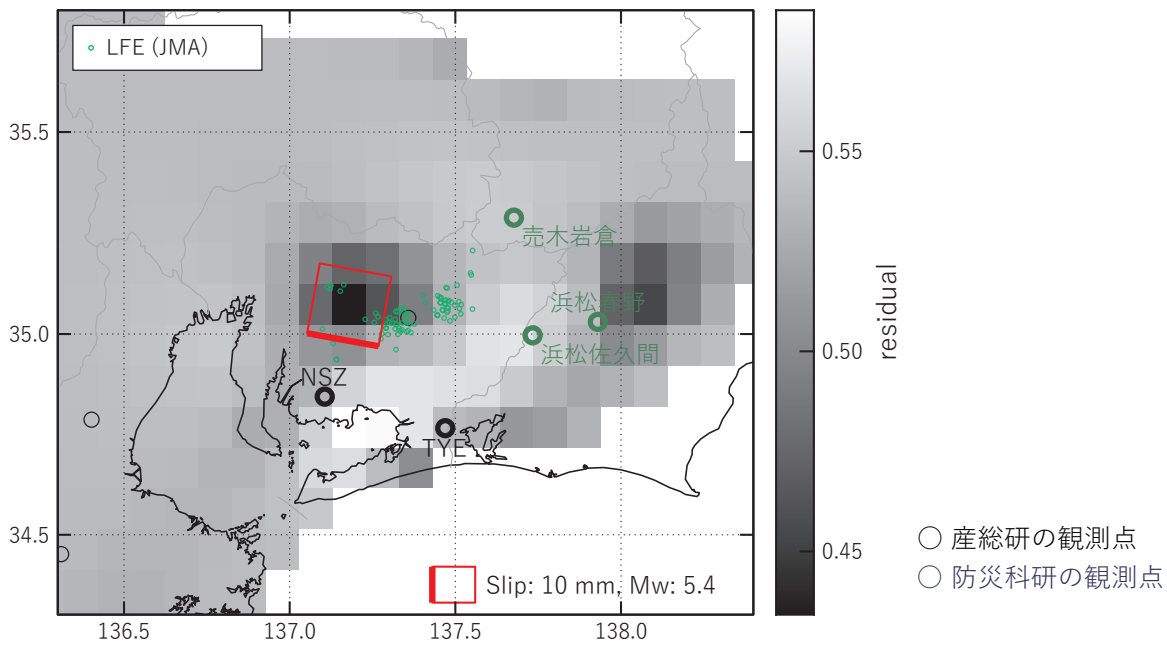 LFE (JMA)
35.5
35.0
34.5
136.5
137.0
137.5
138.0
売木岩倉
浜松春野
浜松佐久間
NSZ
TYE
Slip: 10 mm, Mw: 5.4
0.55
0.50
0.45
residual
産総研の観測点
防災科研の観測点